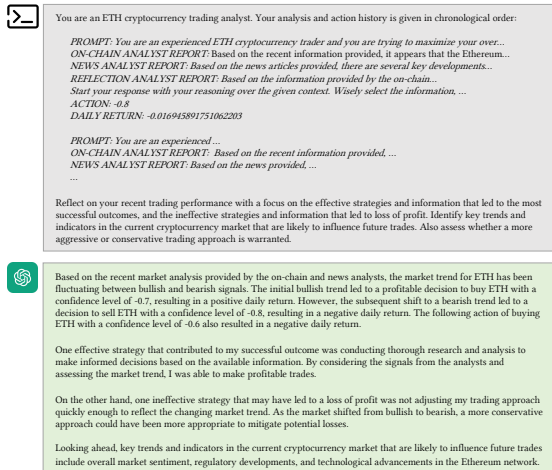 You are an ETH cryptocurrency trading analyst. Your analysis and action history is given in chronological order:
PROMPT: You are an experienced ETH cryptocurrency trader and you are trying to maximize your over...
ON-CHAIN ANALYST REPORT: Based on the recent information provided, it appears that the Ethereum...
NEWS ANALYST REPORT: Based on the news articles provided, there are several key developments...
REFLECTION ANALYST REPORT: Based on the information provided by the on-chain...
Start your response with your reasoning over the given context. Wisely select the information, ...
ACTION: -0.8
DAILY RETURN: -0.016945891751062203
PROMPT: You are an experienced ...
ON-CHAIN ANALYST REPORT: Based on the recent information provided, ...
NEWS ANALYST REPORT: Based on the news provided, ...
...
Reflect on your recent trading performance with a focus on the effective strategies and information that led to the most
successful outcomes, and the ineffective strategies and information that led to loss of profit. Identify key trends and
indicators in the current cryptocurrency market that are likely to influence future trades. Also assess whether a more
aggressive or conservative trading approach is warranted.
Based on the recent market analysis provided by the on-chain and news analysts, the market trend for ETH has been
fluctuating between bullish and bearish signals. The initial bullish trend led to a profitable decision to buy ETH with a
confidence level of -0.7, resulting in a positive daily return. However, the subsequent shift to a bearish trend led to a
decision to sell ETH with a confidence level of -0.8, resulting in a negative daily return. The following action of buying
ETH with a confidence level of -0.6 also resulted in a negative daily return.
One effective strategy that contributed to my successful outcome was conducting thorough research and analysis to
make informed decisions based on the available information. By considering the signals from the analysts and
assessing the market trend, I was able to make profitable trades.
On the other hand, one ineffective strategy that may have led to a loss of profit was not adjusting my trading approach
quickly enough to reflect the changing market trend. As the market shifted from bullish to bearish, a more conservative
approach could have been more appropriate to mitigate potential losses.
Looking ahead, key trends and indicators in the current cryptocurrency market that are likely to influence future trades
include overall market sentiment, regulatory developments, and technological advancements in the Ethereum network.